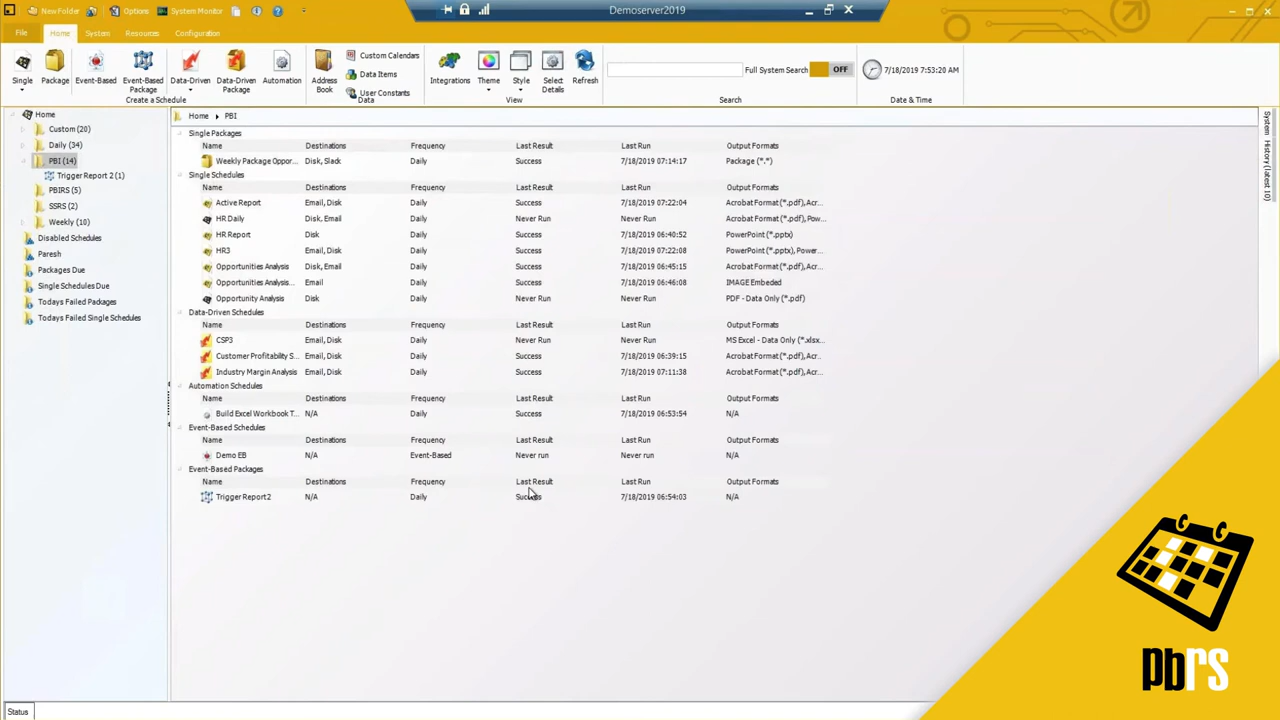 New Folder Options System Monitor Demoserver2019
File Home System Resources Configuration
Single Package Event-Based Event-Based Package Data-Driven Data-Driven Package Automation Address Book Custom Calendars Data Items User Constants Integrations Theme Style Select Details Refresh Full System Search OFF 7/18/2019 7:53:20 AM
Create a Schedule Data View Search Date & Time
Home
Custom (20)
Daily (34)
PBI (14)
Trigger Report 2 (1)
PBIRS (5)
SSRS (2)
Weekly (10)
Disabled Schedules
Paresh
Packages Due
Single Schedules Due
Todays Failed Packages
Todays Failed Single Schedules
Home PBI
Single Packages
Name Destinations Frequency Last Result Last Run Output Formats
Weekly Package Oppor... Disk, Slack Daily Success 7/18/2019 07:14:17 Package (*.*)
Single Schedules
Name Destinations Frequency Last Result Last Run Output Formats
Active Report Email, Disk Daily Success 7/18/2019 07:22:04 Acrobat Format (*.pdf),Acr...
HR Daily Disk, Email Daily Never Run Never Run Acrobat Format (*.pdf),Pow...
HR Report Disk Daily Success 7/18/2019 06:40:52 PowerPoint (*.pptx)
HR3 Email, Disk Daily Success 7/18/2019 07:22:08 PowerPoint (*.pptx), Power...
Opportunities Analysis Disk, Email Daily Success 7/18/2019 06:45:15 Acrobat Format (*.pdf),Acr...
Opportunities Analysis... Email Daily Success 7/18/2019 06:46:08 IMAGE Embeded
Opportunity Analysis Disk Daily Never Run Never Run PDF - Data Only (*.pdf)
Data-Driven Schedules
Name Destinations Frequency Last Result Last Run Output Formats
CSP3 Email, Disk Daily Never Run Never Run MS Excel - Data Only (*.xlsx...
Customer Profitability S... Email, Disk Daily Success 7/18/2019 06:39:15 Acrobat Format (*.pdf),Acr...
Industry Margin Analysis Email, Disk Daily Success 7/18/2019 07:11:38 Acrobat Format (*.pdf),Acr...
Automation Schedules
Name Destinations Frequency Last Result Last Run Output Formats
Build Excel Workbook T... N/A Daily Success 7/18/2019 06:53:54 N/A
Event-Based Schedules
Name Destinations Frequency Last Result Last Run Output Formats
Demo EB N/A Event-Based Never run Never run N/A
Event-Based Packages
Name Destinations Frequency Last Result Last Run Output Formats
Trigger Report2 N/A Daily Success 7/18/2019 06:54:03 N/A
System History (latest 10)
pbrs
Status